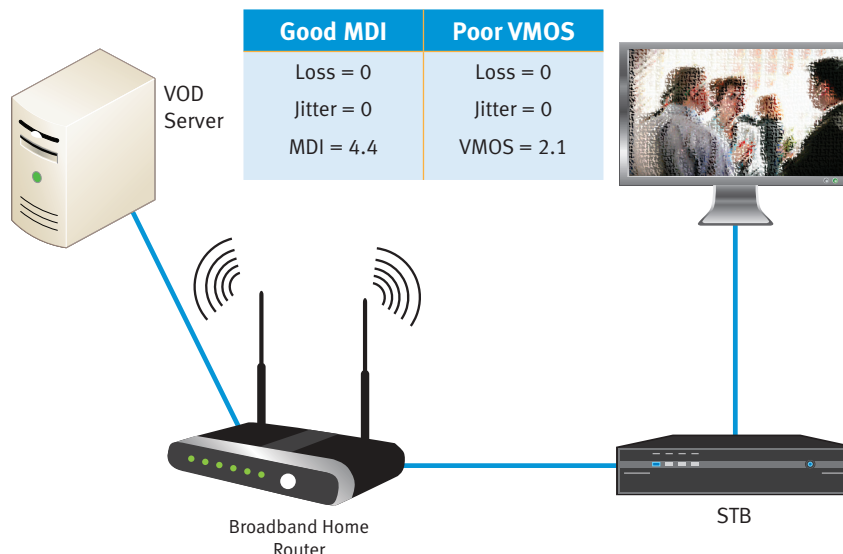 Good MDI Poor VMOS
Loss = 0 Loss = 0
Jitter = 0 Jitter = 0
MDI = 4.4 VMOS = 2.1
VOD
Server
Broadband Home
Router
STB